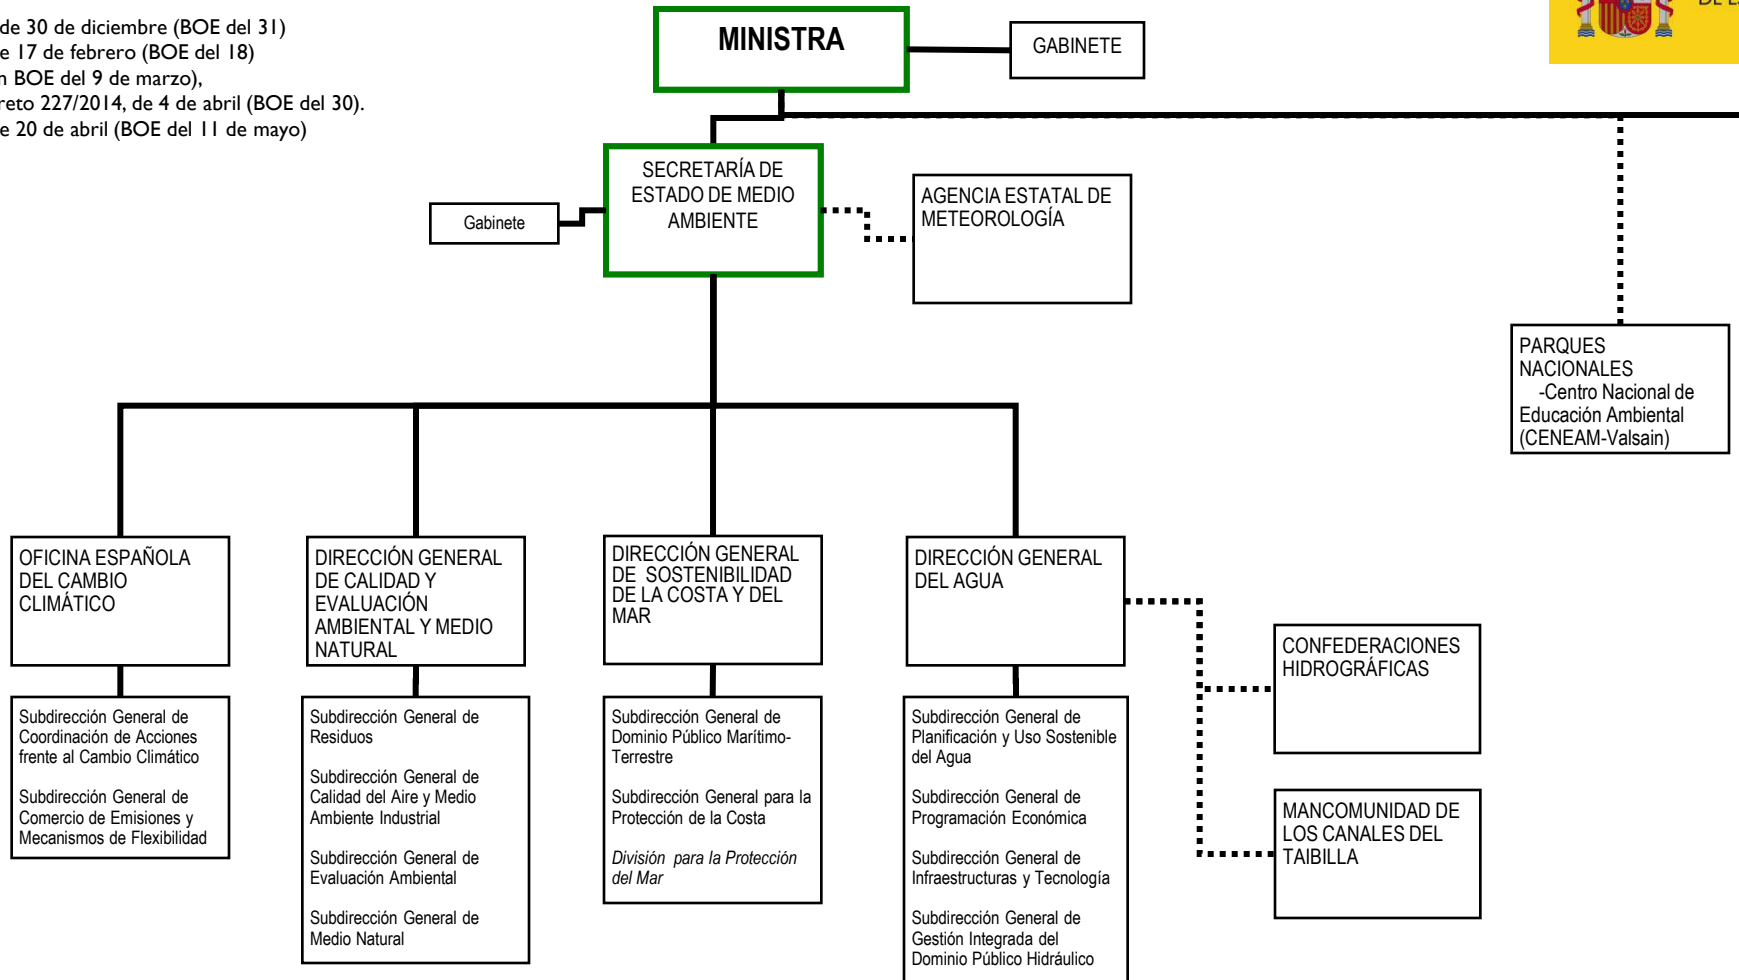 de 30 de diciembre (BOE del 31)
e 17 de febrero (BOE del 18)
n BOE del 9 de marzo),
reto 227/2014, de 4 de abril (BOE del 30).
e 20 de abril (BOE del 11 de mayo)
MINISTRA
GABINETE
SECRETARÍA DE
ESTADO DE MEDIO
AMBIENTE
Gabinete
AGENCIA ESTATAL DE
METEOROLOGÍA
PARQUES
NACIONALES
-Centro Nacional de
Educación Ambiental
(CENEAM-Valsain)
OFICINA ESPAÑOLA
DEL CAMBIO
CLIMÁTICO
Subdirección General de
Coordinación de Acciones
frente al Cambio Climático
Subdirección General de
Comercio de Emisiones y
Mecanismos de Flexibilidad
DIRECCIÓN GENERAL
DE CALIDAD Y
EVALUACIÓN
AMBIENTAL Y MEDIO
NATURAL
Subdirección General de
Residuos
Subdirección General de
Calidad del Aire y Medio
Ambiente Industrial
Subdirección General de
Evaluación Ambiental
Subdirección General de
Medio Natural
DIRECCIÓN GENERAL
DE SOSTENIBILIDAD
DE LA COSTA Y DEL
MAR
Subdirección General de
Dominio Público Marítimo-
Terrestre
Subdirección General para la
Protección de la Costa
División para la Protección
del Mar
DIRECCIÓN GENERAL
DEL AGUA
Subdirección General de
Planificación y Uso Sostenible
del Agua
Subdirección General de
Programación Económica
Subdirección General de
Infraestructuras y Tecnología
Subdirección General de
Gestión Integrada del
Dominio Público Hidráulico
CONFEDERACIONES
HIDROGRÁFICAS
MANCOMUNIDAD DE
LOS CANALES DEL
TAIBILLA